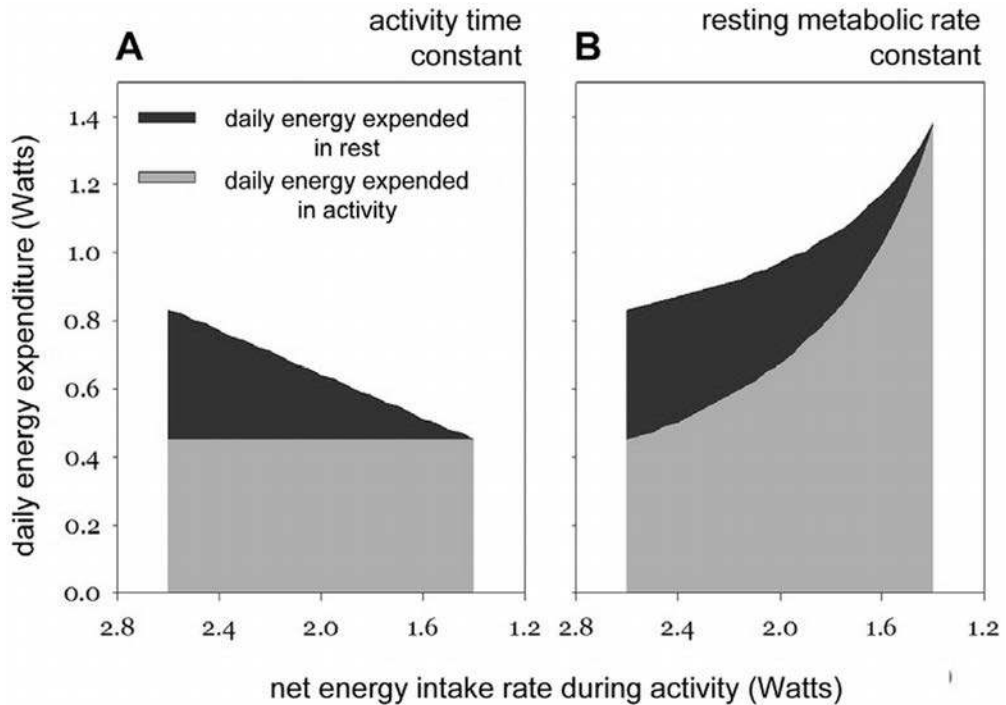 A
activity time
constant
B
resting metabolic rate
constant
daily energy expenditure (Watts)
1.4
1.2
1.0
0.8
0.6
0.4
0.2
0.0
daily energy expended
in rest
daily energy expended
in activity
2.8 2.4 2.0 1.6 1.2
2.8 2.4 2.0 1.6 1.2
net energy intake rate during activity (Watts)
)